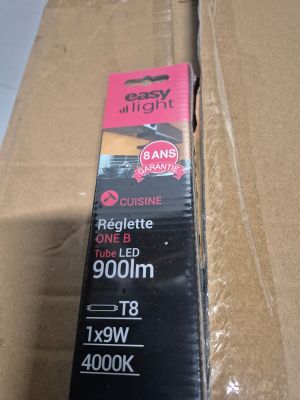 easy
light
8 ANS
GARANTIE
CUISINE
Réglette
ONE B
Tube LED
900lm
T8
1x9W
4000K